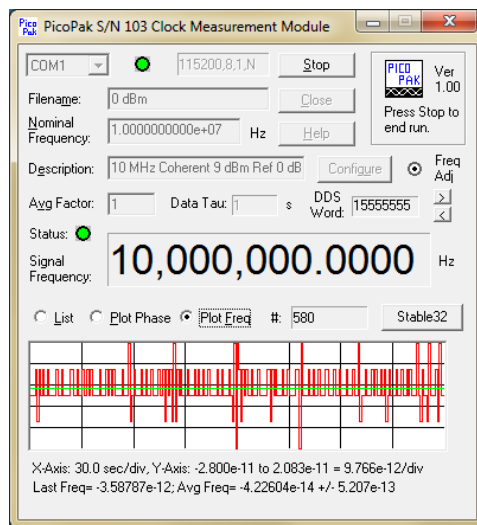 Pico Pak PicoPak S/N 103 Clock Measurement Module
COM1 115200,8,1,N Stop
PICO PAK Ver 1.00
Filename: 0 dBm Close
Press Stop to end run.
Nominal Frequency: 1.0000000000e+07 Hz Help
Description: 10 MHz Coherent 9 dBm Ref 0 dB Configure Freq Adj
Avg Factor: 1 Data Tau: 1 s DDS Word: 15555555 > <
Status:
Signal Frequency: 10,000,000.0000 Hz
List Plot Phase Plot Freq #: 580 Stable32
X-Axis: 30.0 sec/div, Y-Axis: -2.800e-11 to 2.083e-11 = 9.766e-12/div
Last Freq= -3.58787e-12; Avg Freq= -4.22604e-14 +/- 5.207e-13